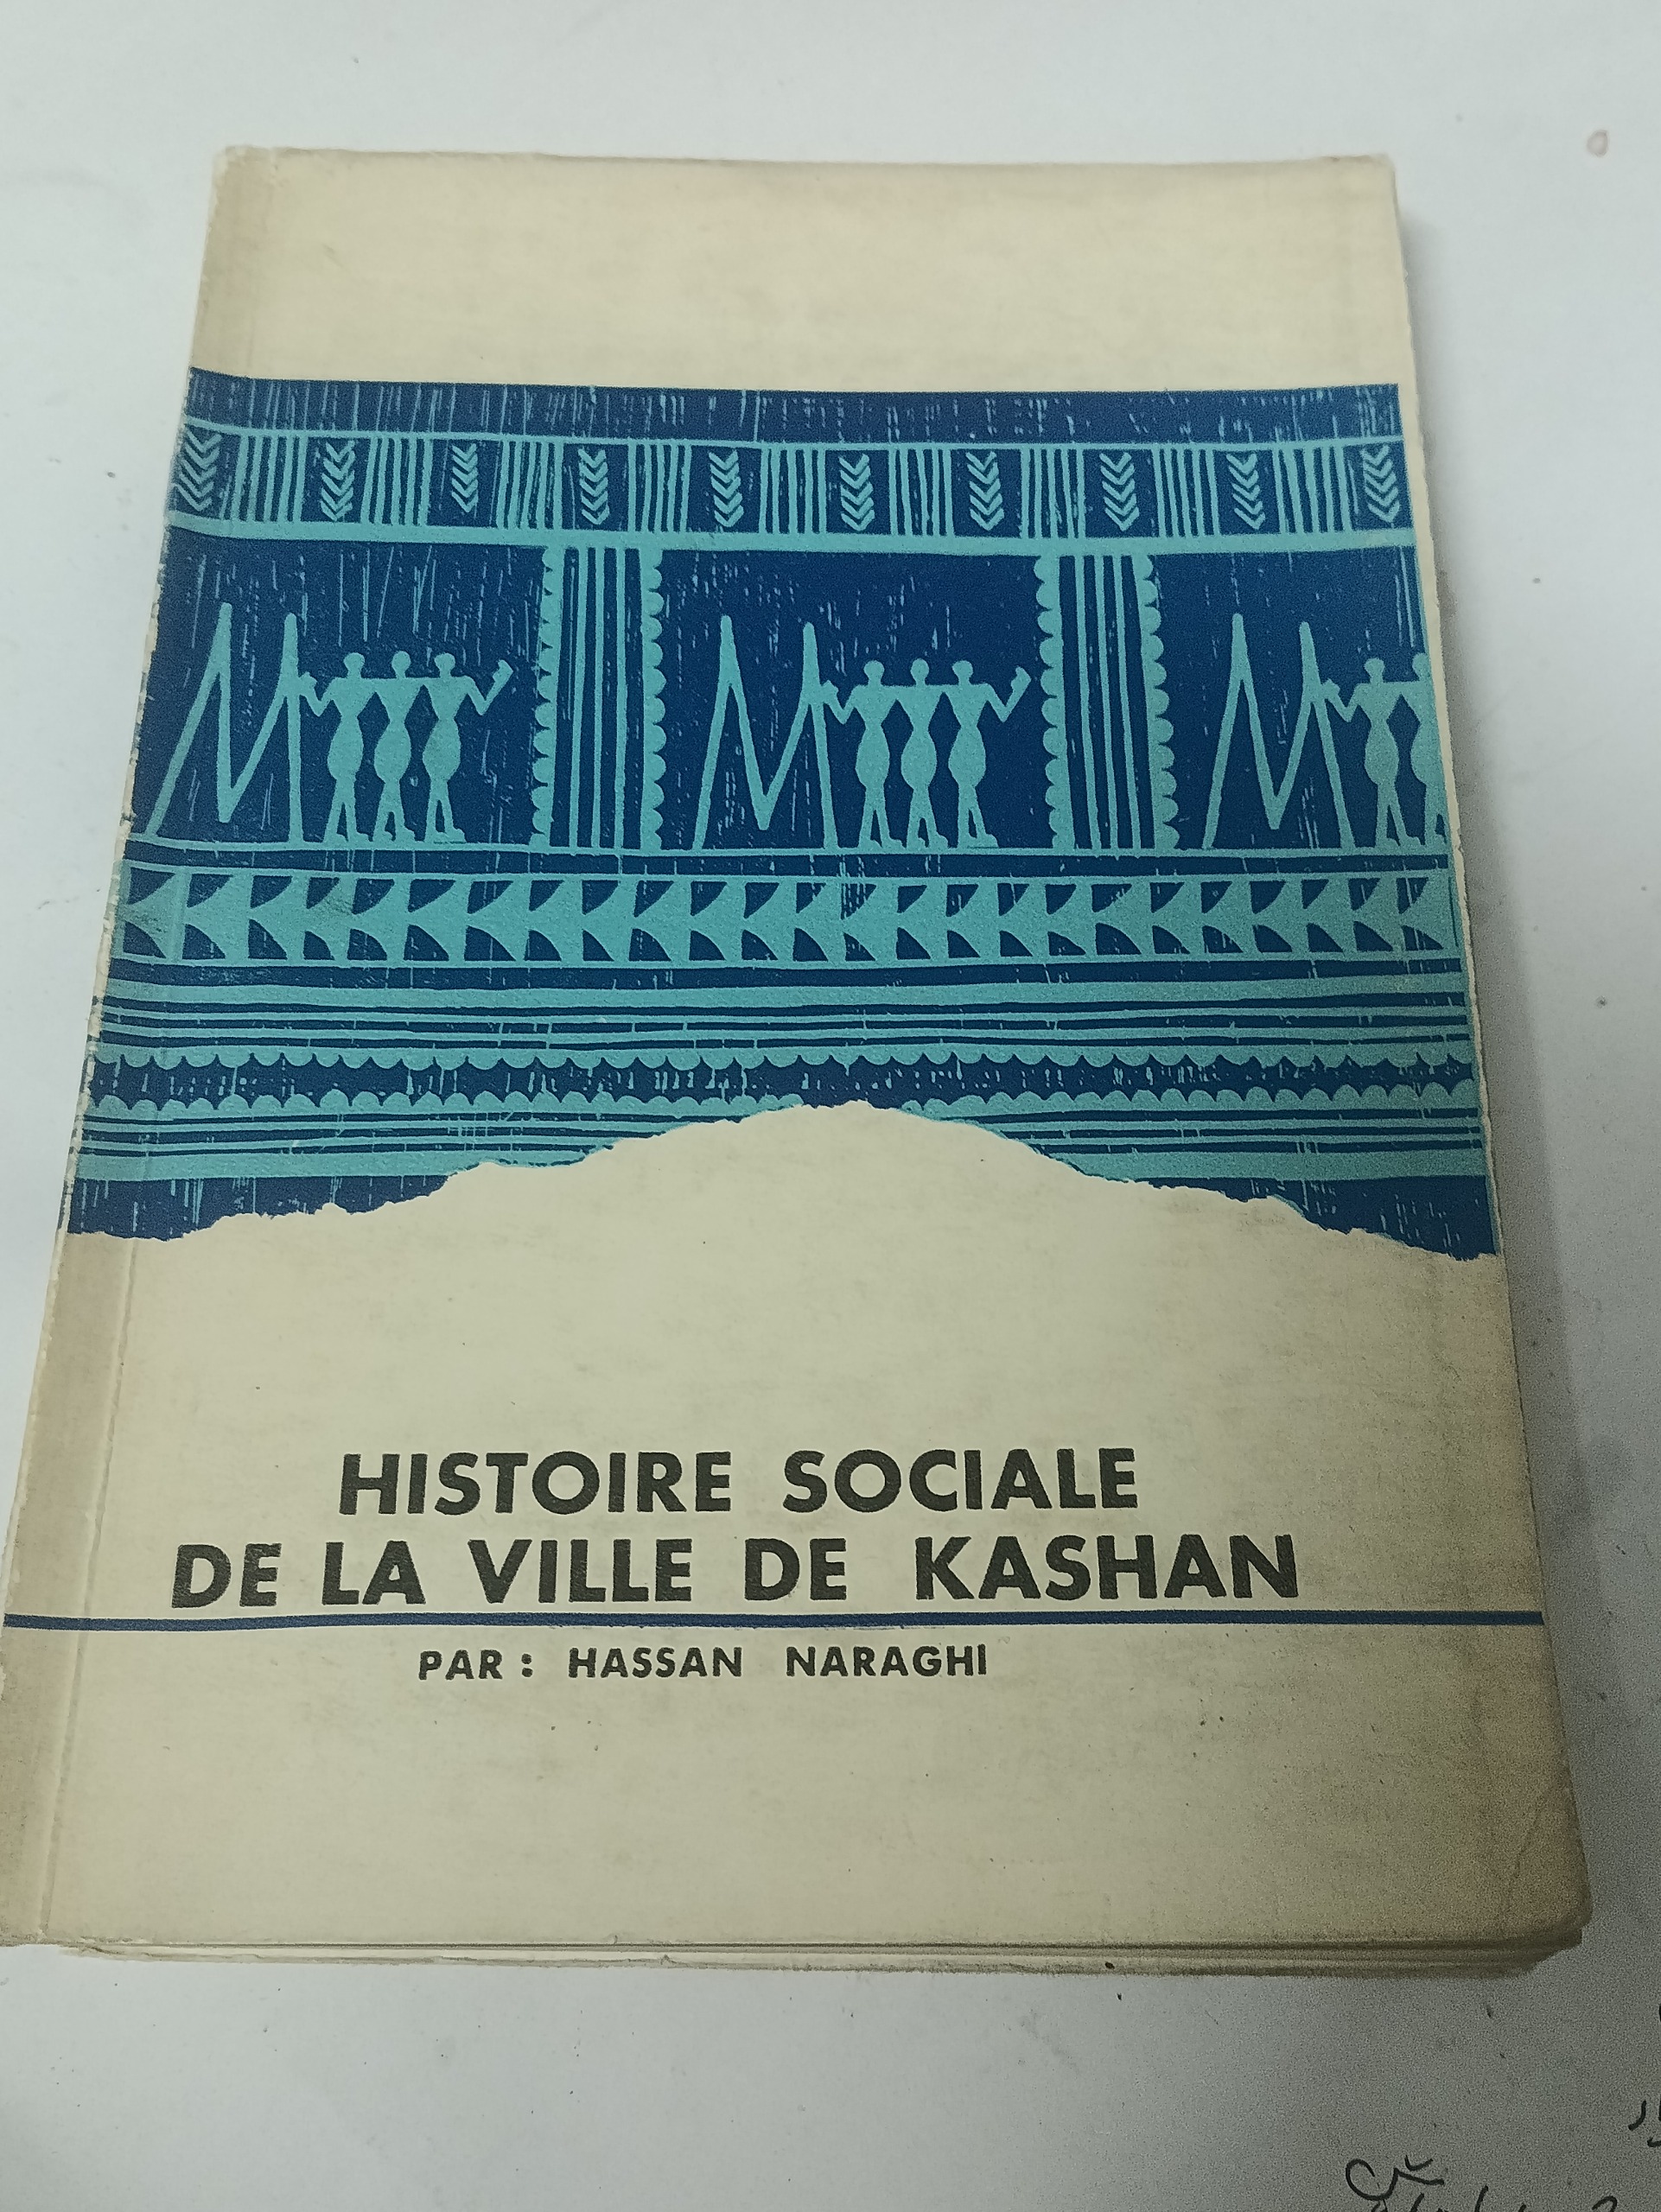 HISTOIRE SOCIALE
DE LA VILLE DE KASHAN
PAR : HASSAN NARAGHI